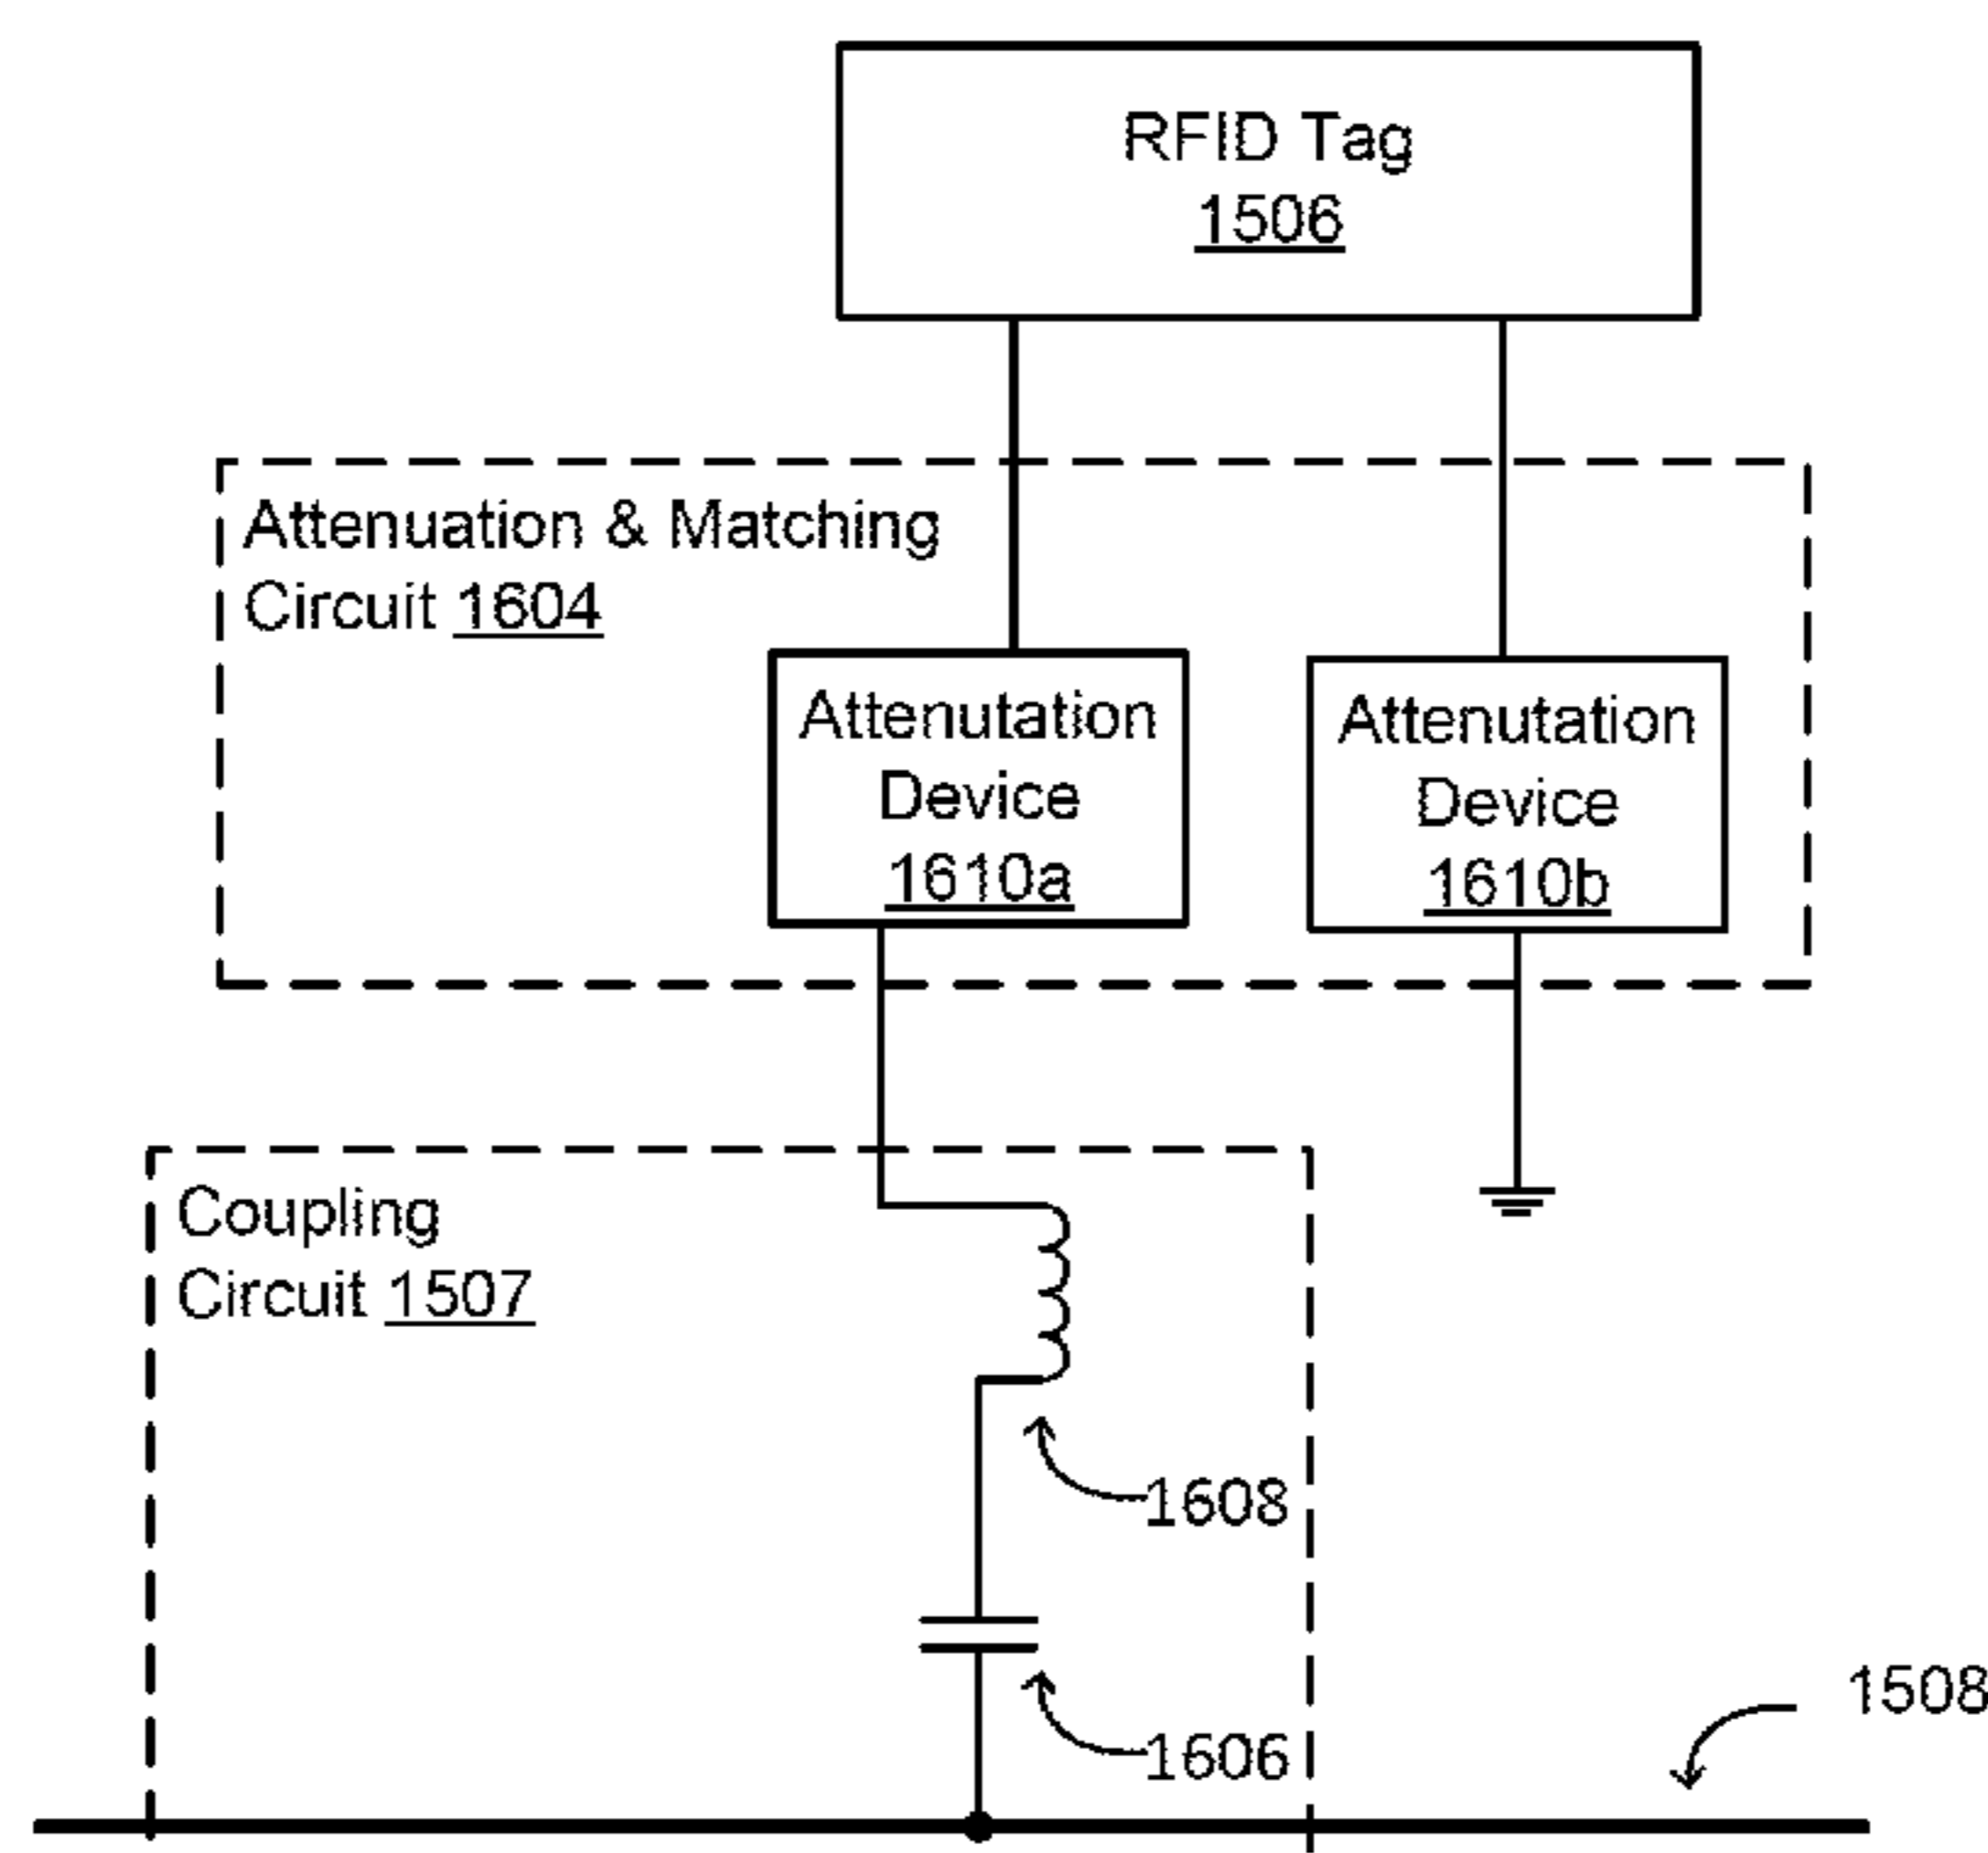 RFID Tag
1506
Attenuation & Matching
Circuit 1604
Attenutation
Device
1610a
Attenutation
Device
1610b
Coupling
Circuit 1507
1608
1606
1508